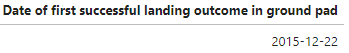 Date of first successful landing outcome in ground pad
2015-12-22